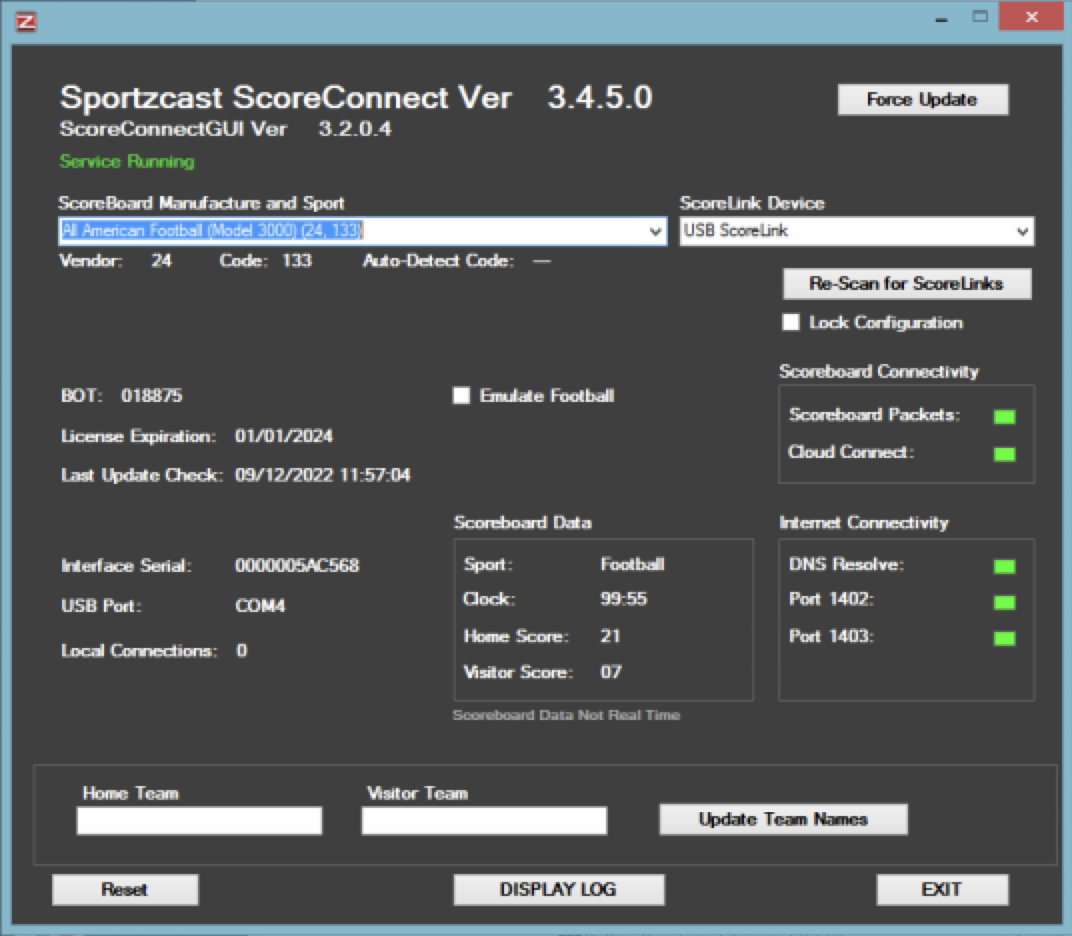 Z
Sportzcast ScoreConnect Ver 3.4.5.0
Force Update
ScoreConnectGUI Ver 3.2.0.4
Service Running
ScoreBoard Manufacture and Sport
ScoreLink Device
All American Football (Model 3000) (24, 133)
USB ScoreLink
Vendor: 24 Code: 133 Auto-Detect Code: —
Re-Scan for ScoreLinks
Lock Configuration
Scoreboard Connectivity
BOT: 018875
Emulate Football
Scoreboard Packets:
License Expiration: 01/01/2024
Cloud Connect:
Last Update Check: 09/12/2022 11:57:04
Scoreboard Data
Internet Connectivity
Interface Serial: 0000005AC568
Sport: Football
DNS Resolve:
USB Port: COM4
Clock: 99:55
Port 1402:
Home Score: 21
Port 1403:
Local Connections: 0
Visitor Score: 07
Scoreboard Data Not Real Time
Home Team
Visitor Team
Update Team Names
Reset
DISPLAY LOG
EXIT